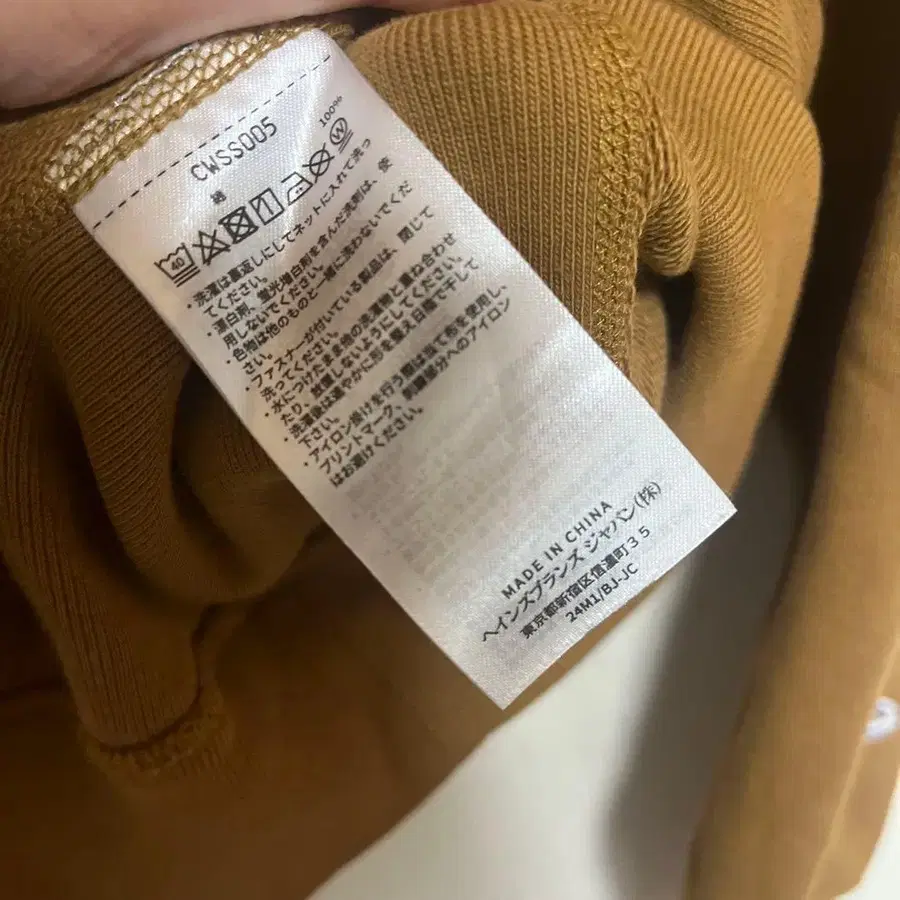 CWSS005
綿 100%
40
W
・洗濯は裏返しにしてネットに入れて洗っ
てください。
・漂白剤、蛍光増白剤を含んだ洗剤は、使
用しないでください。
・色物は他のものと一緒に洗わないでくだ
さい。
・ファスナーが付いている製品は、閉じて
洗ってください。
・水につけたまま他の洗濯物と重ね合わせ
たり、放置しないようにしてください。
・洗濯後は速やかに形を整え日陰で干して
下さい。
・アイロン掛けを行う際は当て布を使用し、
プリントマーク、刺繍部分へのアイロン
はお避けください。
MADE IN CHINA
ヘインズブランズ ジャパン(株)
東京都新宿区信濃町35
24M1/BJ-JC